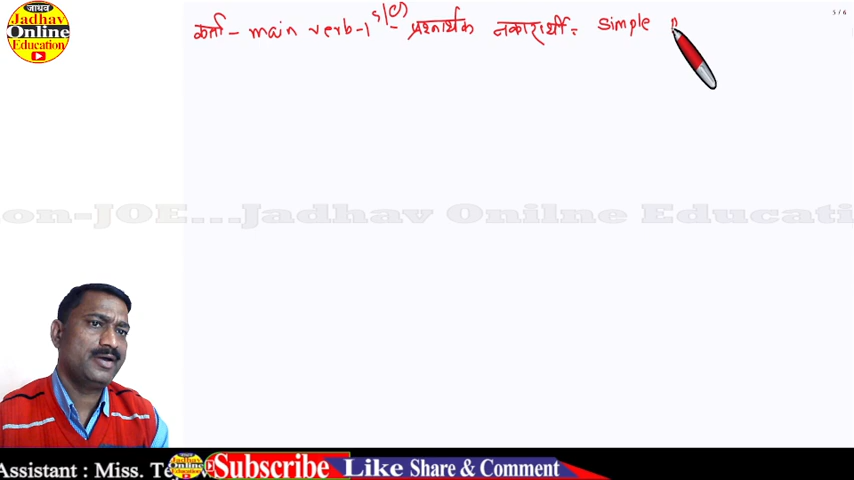 जाधव
Jadhav
Online
Education
5 / 6
कर्ता - main verb-1 s/es - प्रश्नार्थक नकारार्थी: simple p
on-JOE...Jadhav Onilne Educati
Assistant : Miss. Te
Subscribe Like Share & Comment